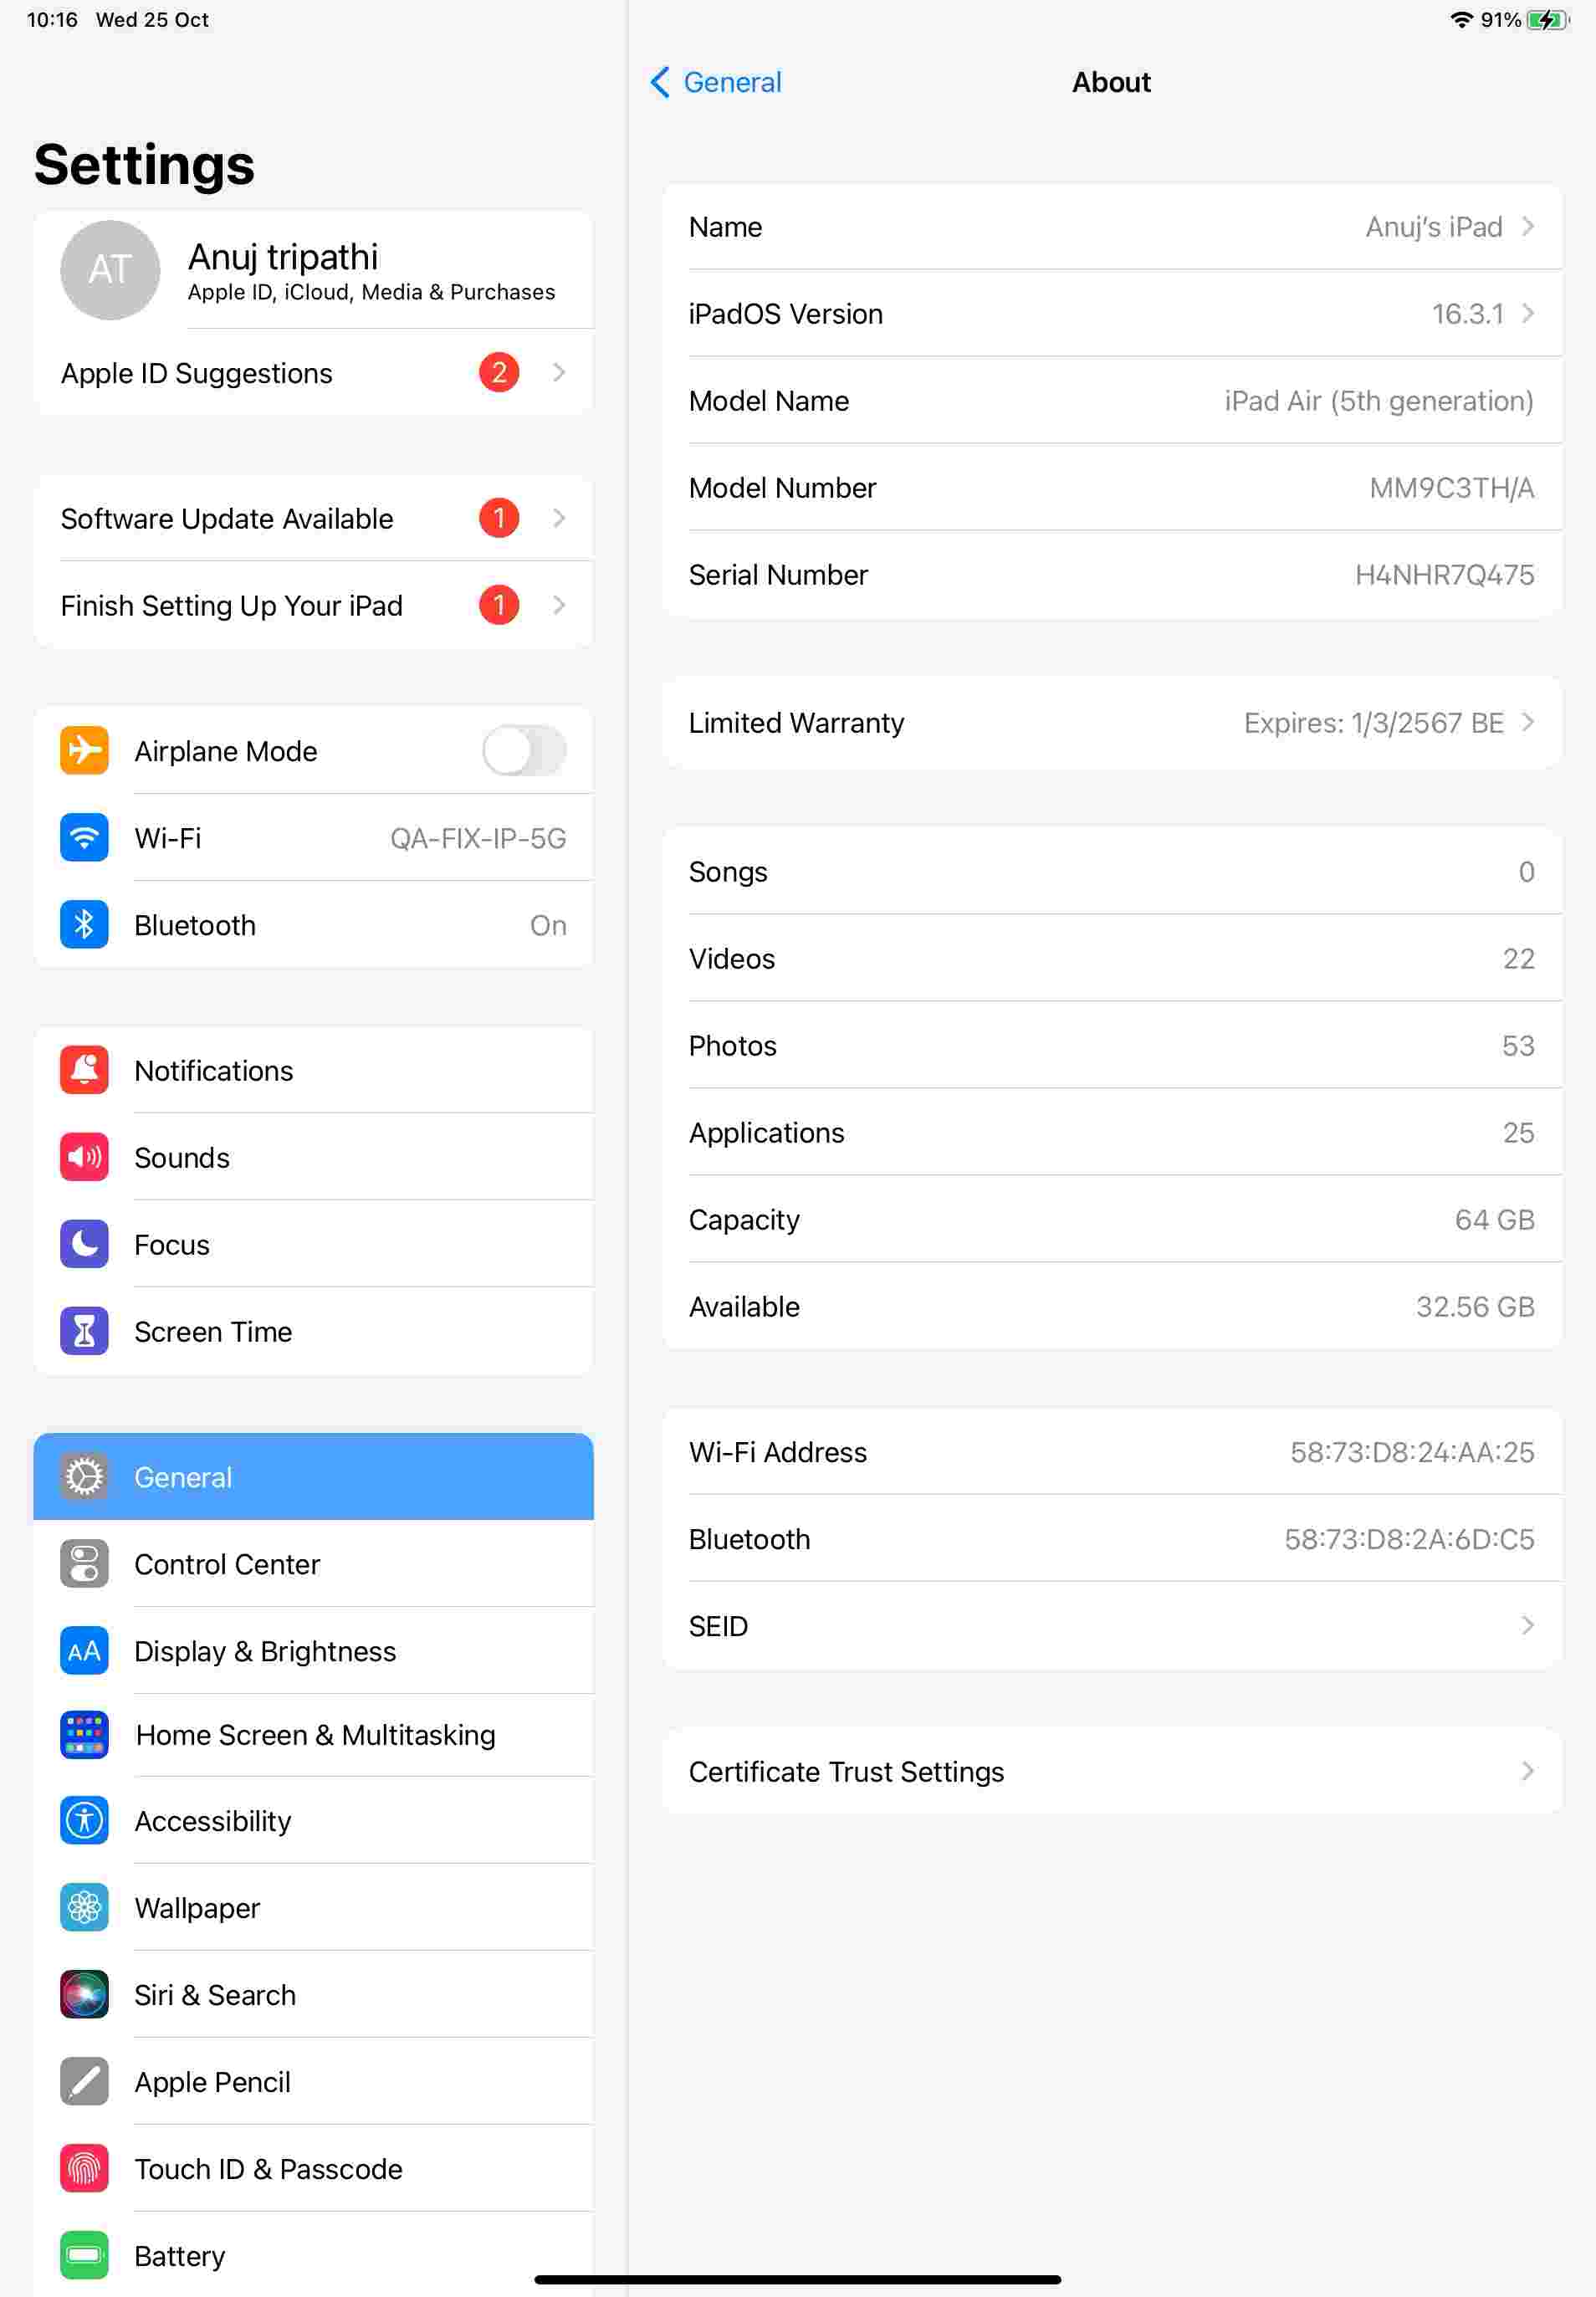 10:16 Wed 25 Oct
91%
Settings
AT
Anuj tripathi
Apple ID, iCloud, Media & Purchases
Apple ID Suggestions 2
Software Update Available 1
Finish Setting Up Your iPad 1
Airplane Mode
Wi-Fi QA-FIX-IP-5G
Bluetooth On
Notifications
Sounds
Focus
Screen Time
General
Control Center
AA Display & Brightness
Home Screen & Multitasking
Accessibility
Wallpaper
Siri & Search
Apple Pencil
Touch ID & Passcode
Battery
General About
Name Anuj's iPad
iPadOS Version 16.3.1
Model Name iPad Air (5th generation)
Model Number MM9C3TH/A
Serial Number H4NHR7Q475
Limited Warranty Expires: 1/3/2567 BE
Songs 0
Videos 22
Photos 53
Applications 25
Capacity 64 GB
Available 32.56 GB
Wi-Fi Address 58:73:D8:24:AA:25
Bluetooth 58:73:D8:2A:6D:C5
SEID
Certificate Trust Settings